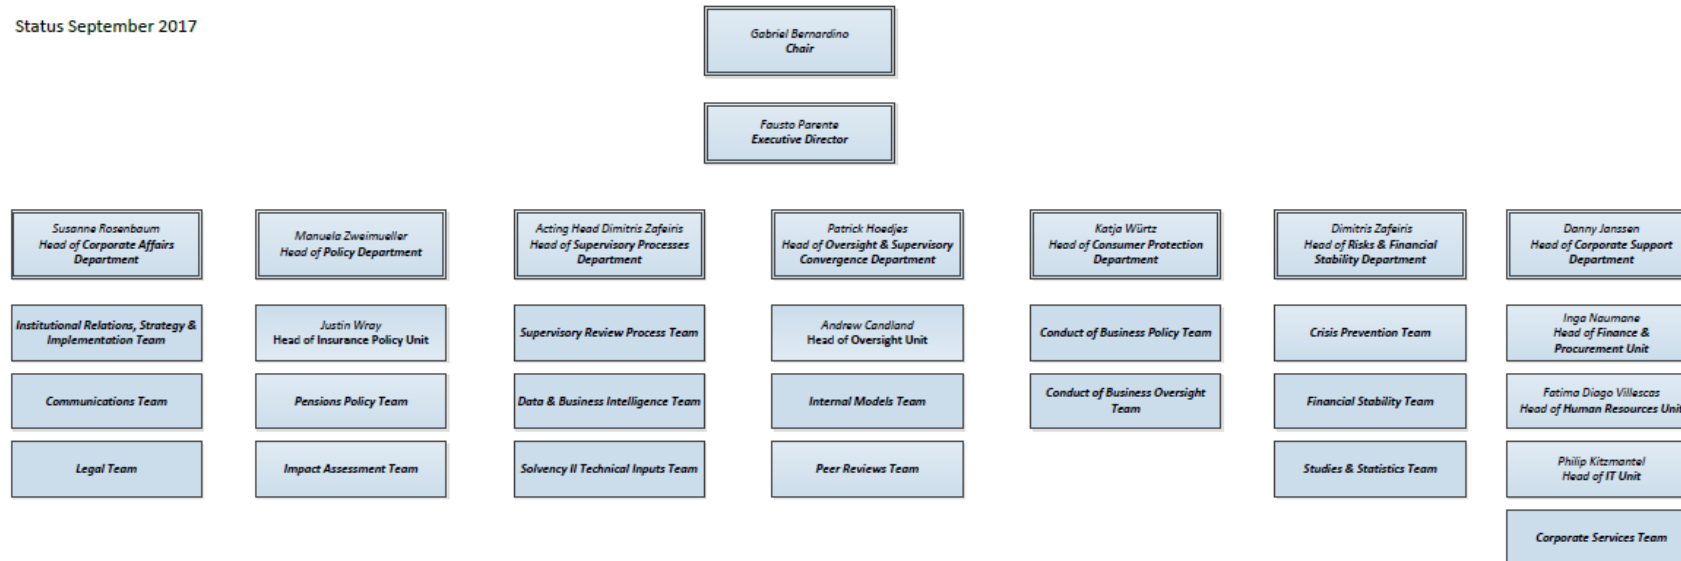 Status September 2017
Gabriel Bernardino
Chair
Fausto Parente
Executive Director
Susanne Rosenbaum
Head of Corporate Affairs
Department
Manuela Zweimueller
Head of Policy Department
Acting Head Dimitris Zafeiris
Head of Supervisory Processes
Department
Patrick Hoedjes
Head of Oversight & Supervisory
Convergence Department
Katja Würtz
Head of Consumer Protection
Department
Dimitris Zafeiris
Head of Risks & Financial
Stability Department
Danny Janssen
Head of Corporate Support
Department
Institutional Relations, Strategy &
Implementation Team
Justin Wray
Head of Insurance Policy Unit
Supervisory Review Process Team
Andrew Candland
Head of Oversight Unit
Conduct of Business Policy Team
Crisis Prevention Team
Inga Naumane
Head of Finance &
Procurement Unit
Communications Team
Pensions Policy Team
Data & Business Intelligence Team
Internal Models Team
Conduct of Business Oversight
Team
Financial Stability Team
Fatima Diago Villescas
Head of Human Resources Unit
Legal Team
Impact Assessment Team
Solvency II Technical Inputs Team
Peer Reviews Team
Studies & Statistics Team
Philip Kitzmantel
Head of IT Unit
Corporate Services Team